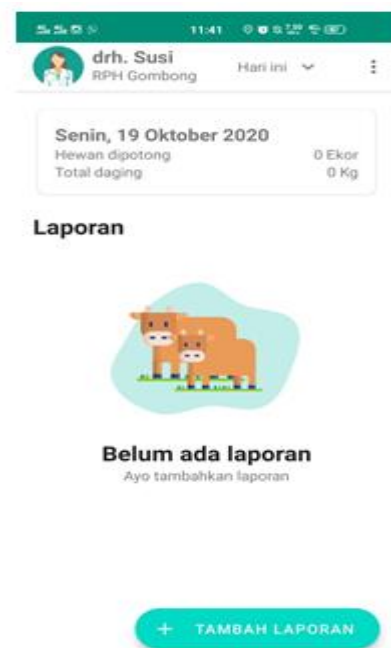 11:41
drh. Susi
RPH Gombong
Hari ini
Senin, 19 Oktober 2020
Hewan dipotong 0 Ekor
Total daging 0 Kg
Laporan
Belum ada laporan
Ayo tambahkan laporan
+ TAMBAH LAPORAN